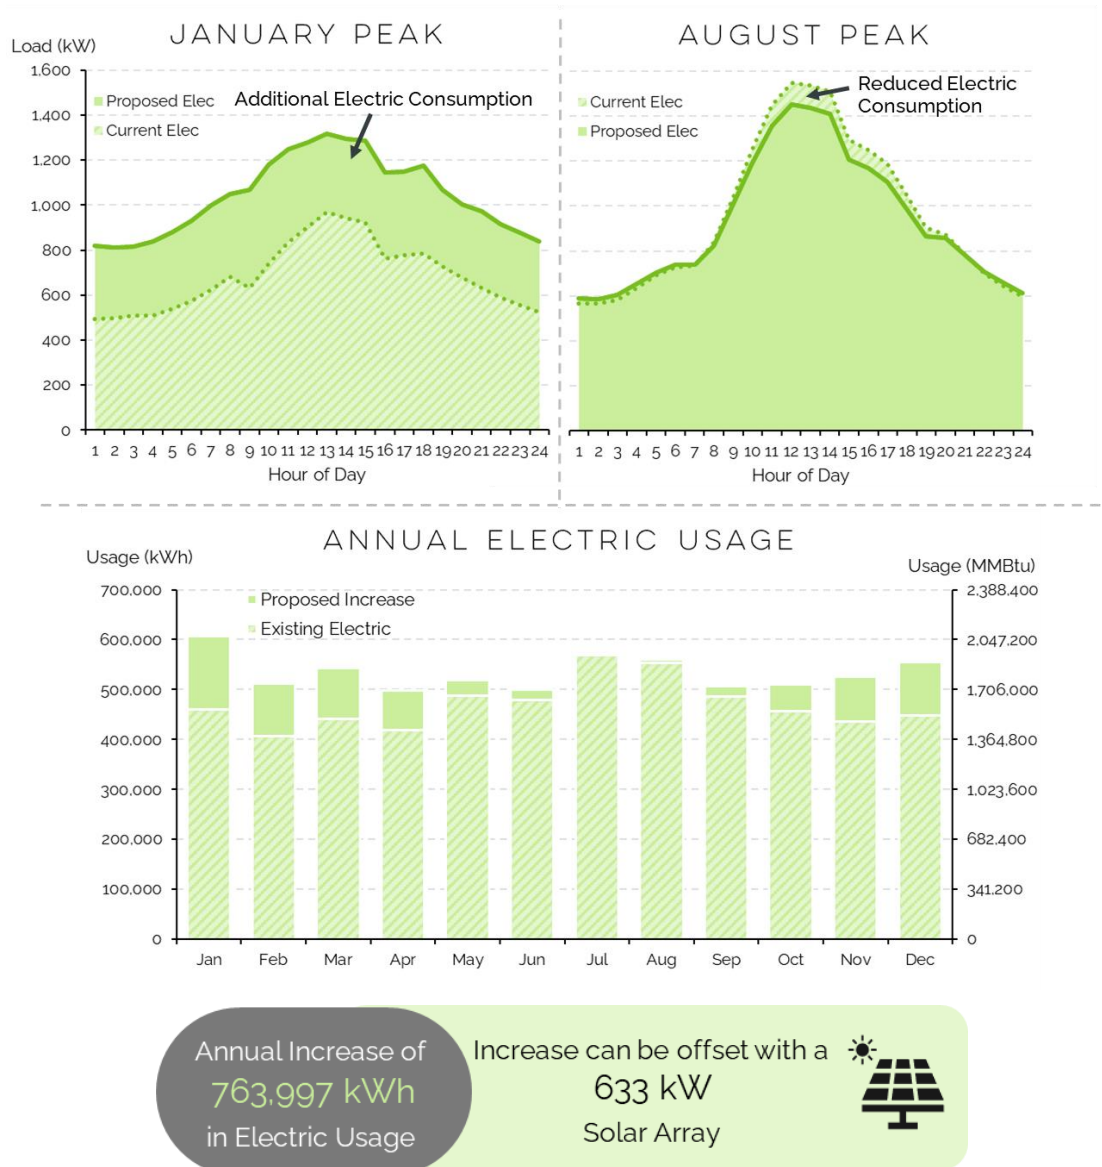 JANUARY PEAK
Load (kW)
1,600
1,400
1,200
1,000
800
600
400
200
0
Proposed Elec
Current Elec
Additional Electric Consumption
1 2 3 4 5 6 7 8 9 10 11 12 13 14 15 16 17 18 19 20 21 22 23 24
Hour of Day
AUGUST PEAK
Current Elec
Proposed Elec
Reduced Electric
Consumption
1 2 3 4 5 6 7 8 9 10 11 12 13 14 15 16 17 18 19 20 21 22 23 24
Hour of Day
ANNUAL ELECTRIC USAGE
Usage (kWh)
Usage (MMBtu)
700,000
600,000
500,000
400,000
300,000
200,000
100,000
0
Proposed Increase
Existing Electric
2,388,400
2,047,200
1,706,000
1,364,800
1,023,600
682,400
341,200
0
Jan Feb Mar Apr May Jun Jul Aug Sep Oct Nov Dec
Annual Increase of
763,997 kWh
in Electric Usage
Increase can be offset with a
633 kW
Solar Array